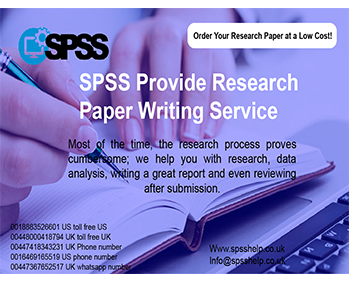 SPSS
Order Your Research Paper at a Low Cost!
SPSS Provide Research
Paper Writing Service
Most of the time, the research process proves
cumbersome; we help you with research, data
analysis, writing a great report and even reviewing
after submission.
0018883526601 US toll free US
00448000418794 UK toll free UK
00447418343231 UK Phone number
0016469165519 US phone number
00447367652517 UK whatsapp number
Www.spsshelp.co.uk
Info@spsshelp.co.uk